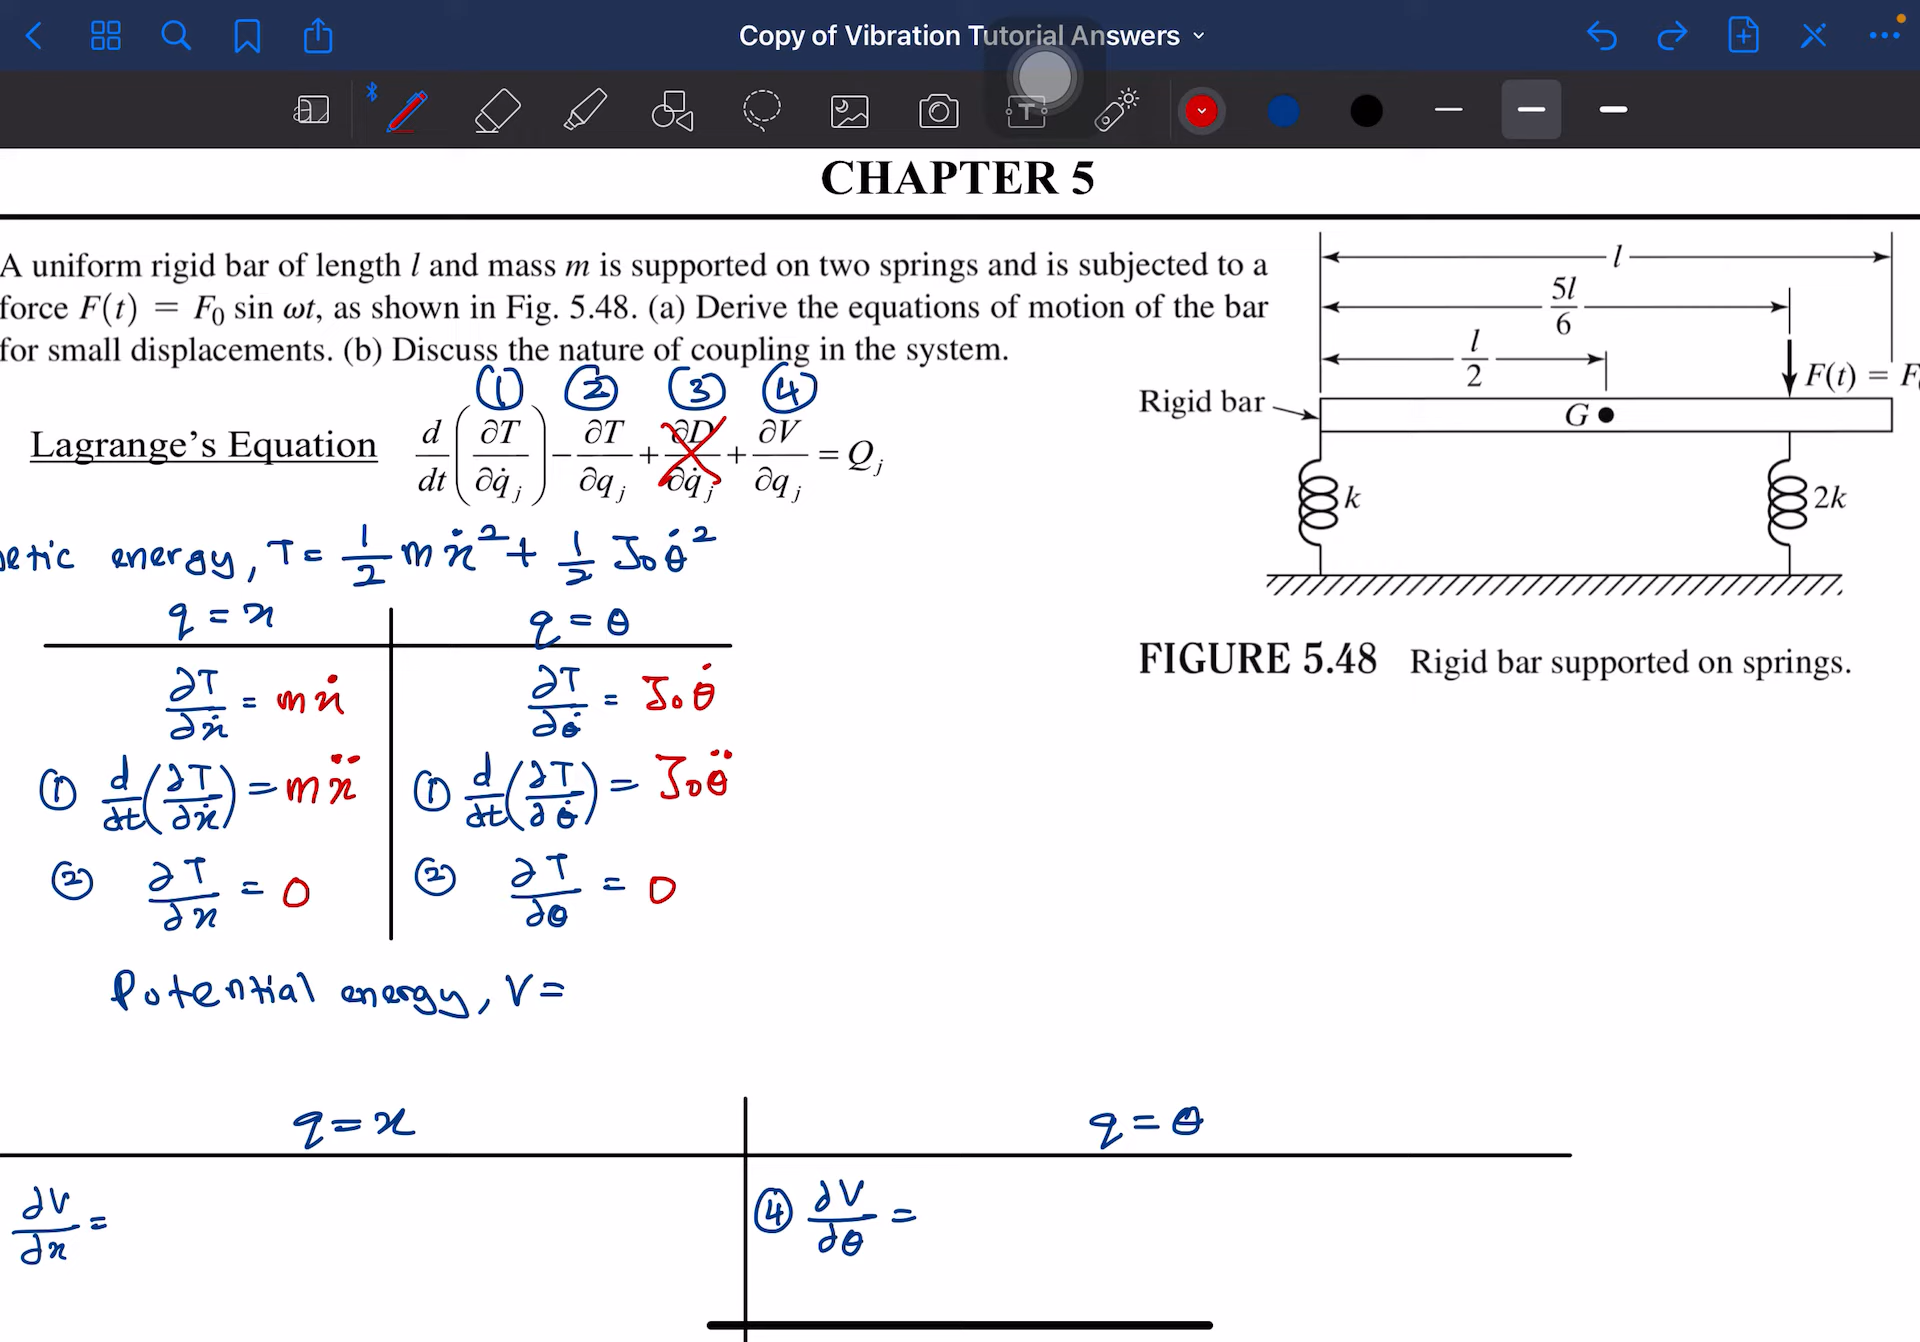 Copy of Vibration Tutorial Answers
CHAPTER 5
A uniform rigid bar of length l and mass m is supported on two springs and is subjected to a
force F(t) = F₀ sin ωt, as shown in Fig. 5.48. (a) Derive the equations of motion of the bar
for small displacements. (b) Discuss the nature of coupling in the system.
① ② ③ ④
Lagrange's Equation d/dt (∂T/∂q̇ⱼ) − ∂T/∂qⱼ + ∂D/∂q̇ⱼ + ∂V/∂qⱼ = Qⱼ
etic energy, T = 1/2 mẋ² + 1/2 J₀θ̇²
q = x q = θ
∂T/∂ẋ = mẋ ∂T/∂θ̇ = J₀θ̇
① d/dt (∂T/∂ẋ) = mẍ ① d/dt (∂T/∂θ̇) = J₀θ̈
② ∂T/∂x = 0 ② ∂T/∂θ = 0
Potential energy, V =
q = x q = θ
∂V/∂x = ④ ∂V/∂θ =
l
5l/6
l/2
F(t) = F
Rigid bar
G
k
2k
FIGURE 5.48 Rigid bar supported on springs.